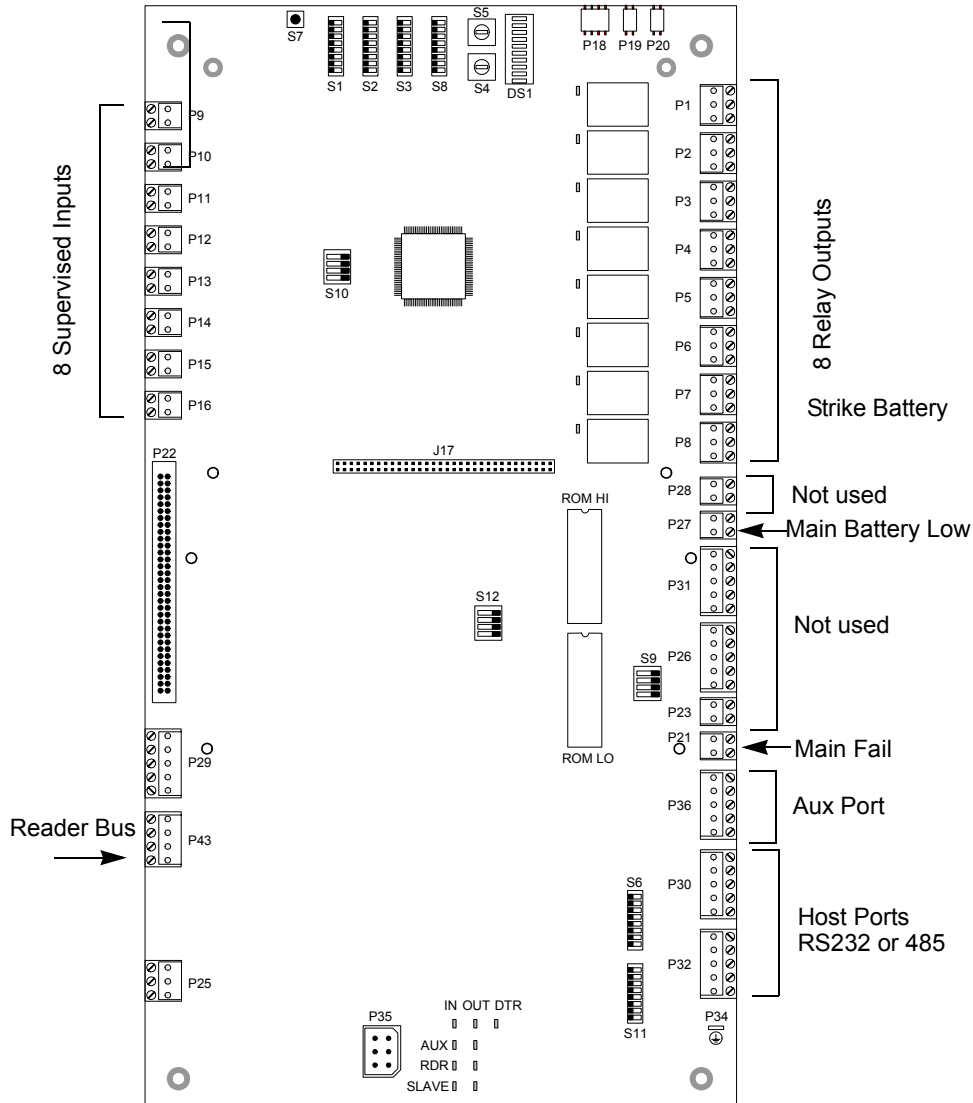 S7
S1
S2
S3
S8
S5
S4
DS1
P18
P19
P20
8 Supervised Inputs
P9
P10
P11
P12
P13
P14
P15
P16
P22
S10
J17
P1
P2
P3
P4
P5
P6
P7
P8
8 Relay Outputs
Strike Battery
P28
Not used
P27
Main Battery Low
ROM HI
S12
P31
Not used
P26
S9
P23
P21
Main Fail
ROM LO
P29
P36
Aux Port
Reader Bus
P43
P30
S6
Host Ports
RS232 or 485
P32
P25
S11
P34
P35
IN OUT DTR
AUX
RDR
SLAVE